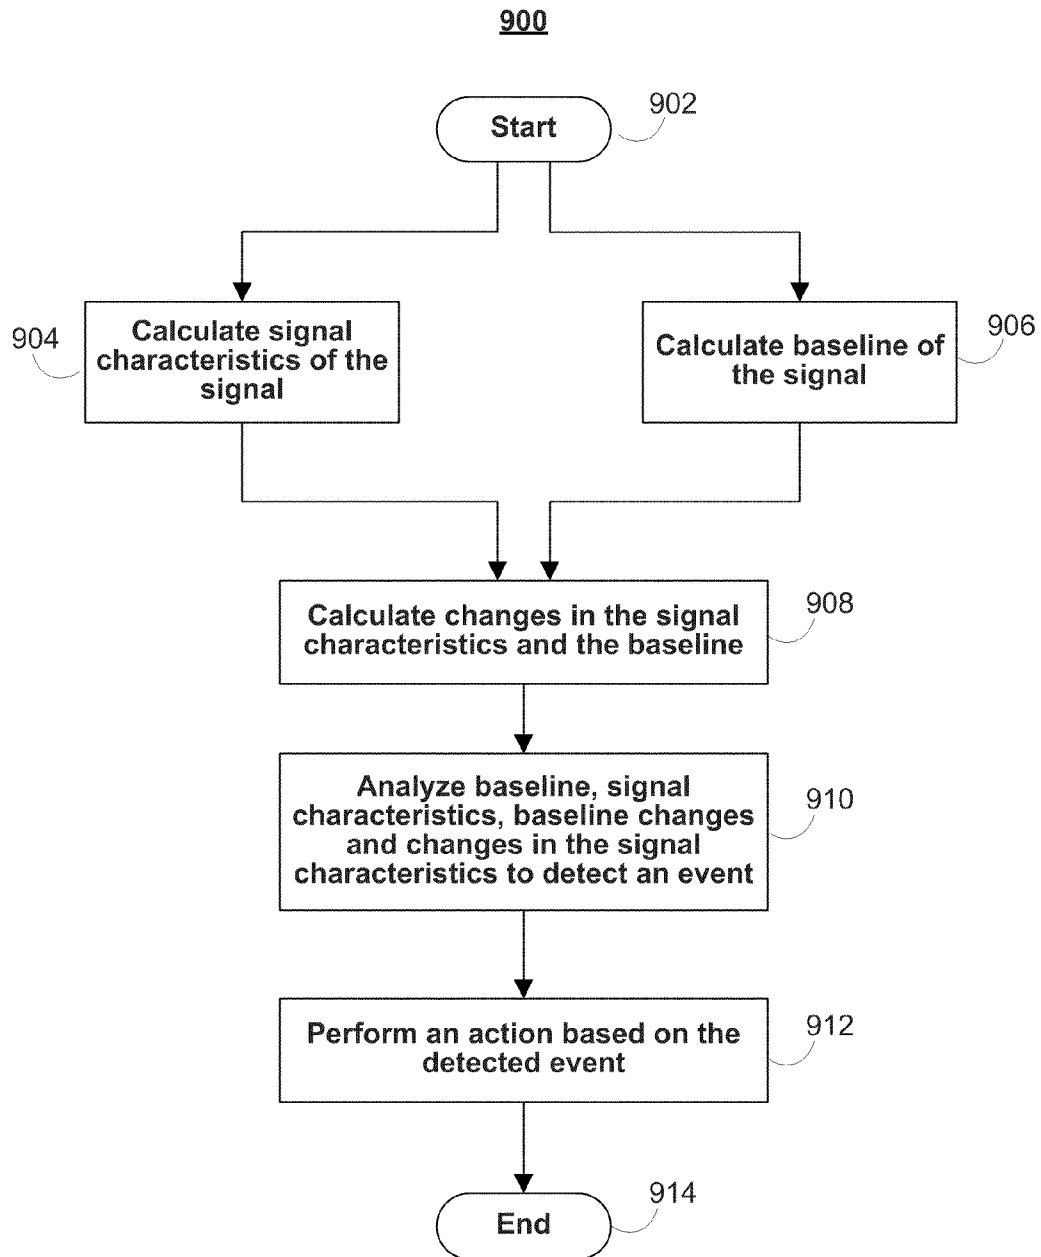 900
Start
902
904
Calculate signal
characteristics of the
signal
Calculate baseline of
the signal
906
Calculate changes in the signal
characteristics and the baseline
908
Analyze baseline, signal
characteristics, baseline changes
and changes in the signal
characteristics to detect an event
910
Perform an action based on the
detected event
912
End
914